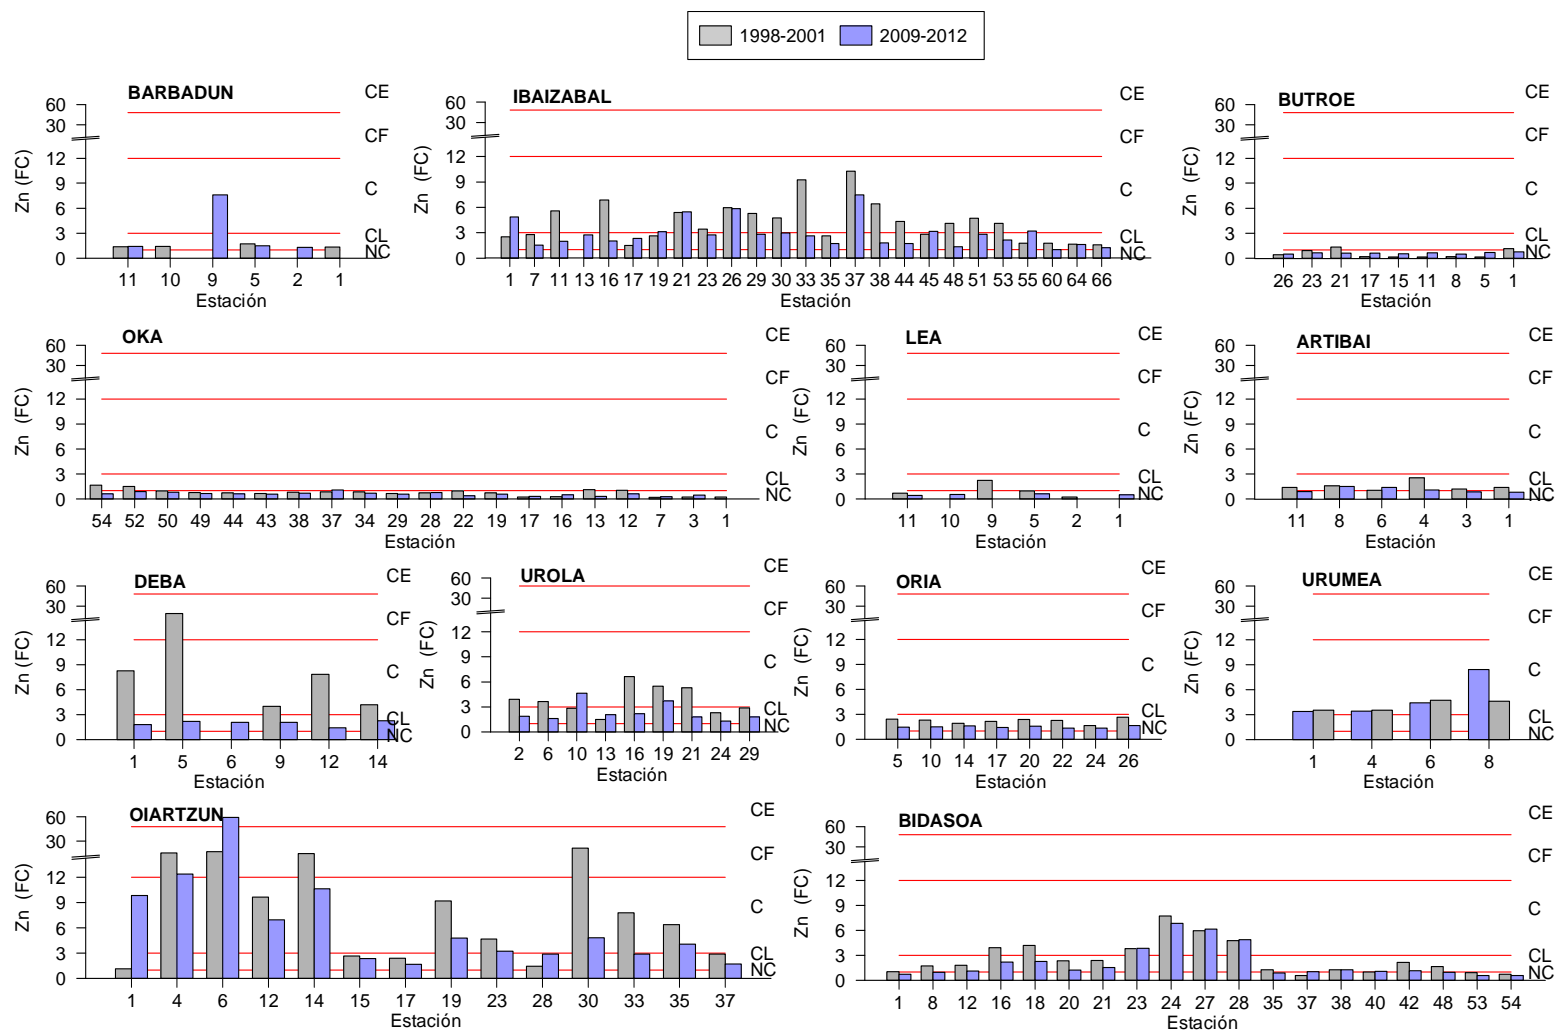 1998-2001 2009-2012
BARBADUN
CE
CF
C
CL
NC
Zn (FC)
60
30
12
9
6
3
0
11 10 9 5 2 1
Estación
IBAIZABAL
CE
CF
C
CL
NC
Zn (FC)
60
30
12
9
6
3
0
1 7 11 13 16 17 19 21 23 26 29 30 33 35 37 38 44 45 48 51 53 55 60 64 66
Estación
BUTROE
CE
CF
C
CL
NC
Zn (FC)
60
30
12
9
6
3
0
26 23 21 17 15 11 8 5 1
Estación
OKA
CE
CF
C
CL
NC
Zn (FC)
60
30
12
9
6
3
0
54 52 50 49 44 43 38 37 34 29 28 22 19 17 16 13 12 7 3 1
Estación
LEA
CE
CF
C
CL
NC
Zn (FC)
60
30
12
9
6
3
0
11 10 9 5 2 1
Estación
ARTIBAI
CE
CF
C
CL
NC
Zn (FC)
60
30
12
9
6
3
0
11 8 6 4 3 1
Estación
DEBA
CE
CF
C
CL
NC
Zn (FC)
60
30
12
9
6
3
0
1 5 6 9 12 14
Estación
UROLA
CE
CF
C
CL
NC
Zn (FC)
60
30
12
9
6
3
0
2 6 10 13 16 19 21 24 29
Estación
ORIA
CE
CF
C
CL
NC
Zn (FC)
60
30
12
9
6
3
0
5 10 14 17 20 22 24 26
Estación
URUMEA
CE
CF
C
CL
NC
Zn (FC)
60
30
12
9
6
3
0
1 4 6 8
Estación
OIARTZUN
CE
CF
C
CL
NC
Zn (FC)
60
30
12
9
6
3
0
1 4 6 12 14 15 17 19 23 28 30 33 35 37
Estación
BIDASOA
CE
CF
C
CL
NC
Zn (FC)
60
30
12
9
6
3
0
1 8 12 16 18 20 21 23 24 27 28 35 37 38 40 42 48 53 54
Estación